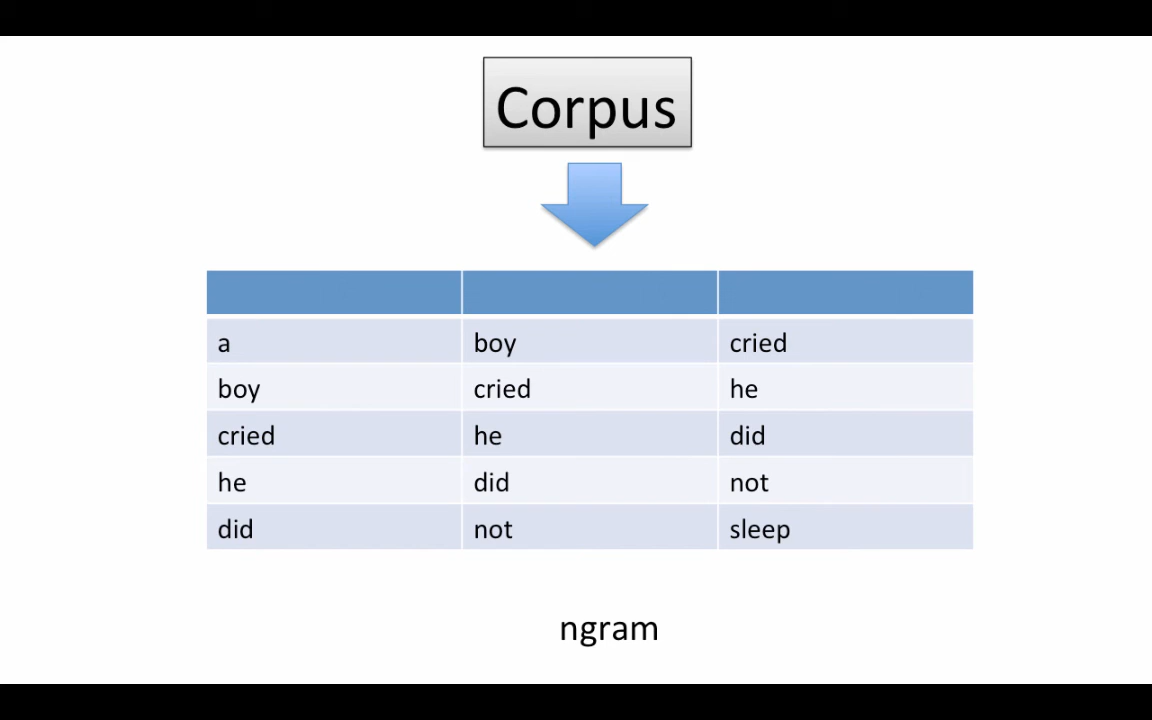 Corpus
a boy cried
boy cried he
cried he did
he did not
did not sleep
ngram